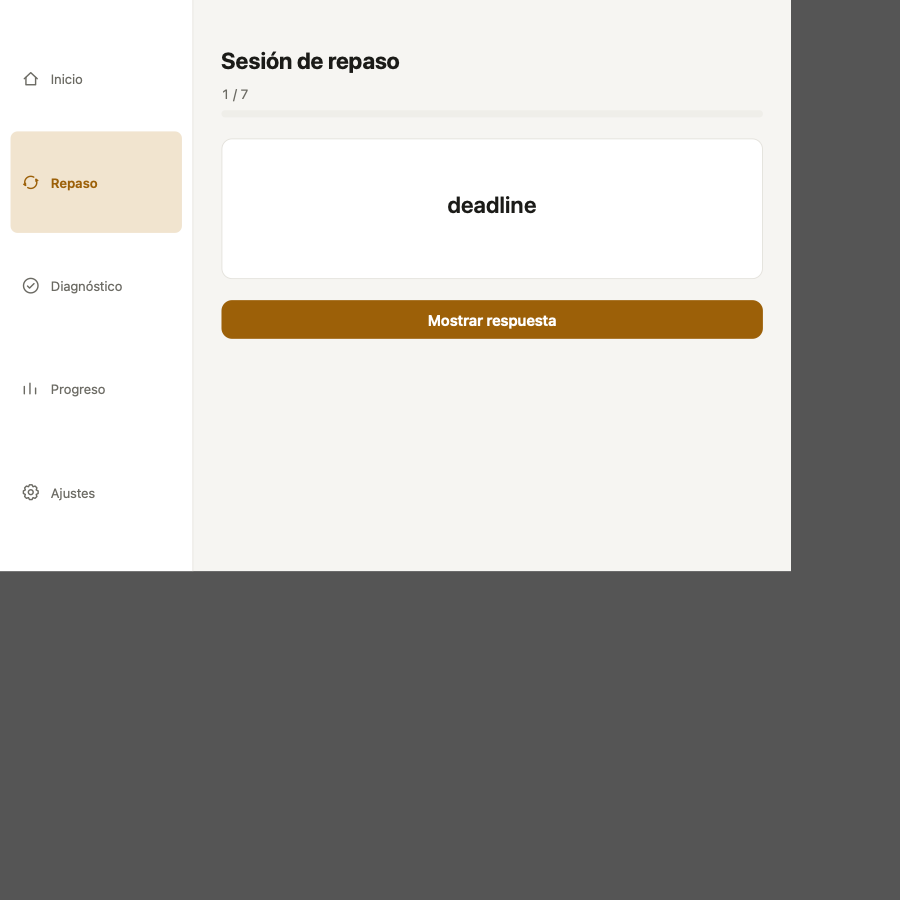 Inicio
Repaso
Diagnóstico
Progreso
Ajustes
Sesión de repaso
1 / 7
deadline
Mostrar respuesta